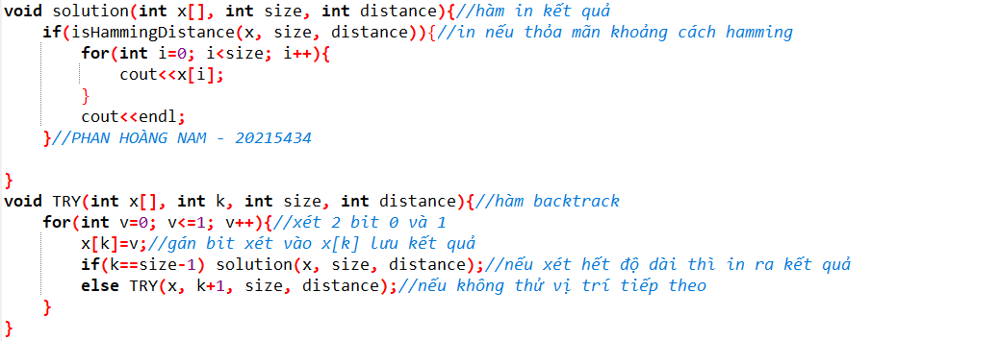 void solution(int x[], int size, int distance){//hàm in kết quả
    if(isHammingDistance(x, size, distance)){//in nếu thỏa mãn khoảng cách hamming
        for(int i=0; i<size; i++){
            cout<<x[i];
        }
        cout<<endl;
    }//PHAN HOÀNG NAM - 20215434

}
void TRY(int x[], int k, int size, int distance){//hàm backtrack
    for(int v=0; v<=1; v++){//xét 2 bit 0 và 1
        x[k]=v;//gán bit xét vào x[k] lưu kết quả
        if(k==size-1) solution(x, size, distance);//nếu xét hết độ dài thì in ra kết quả
        else TRY(x, k+1, size, distance);//nếu không thử vị trí tiếp theo
    }
}